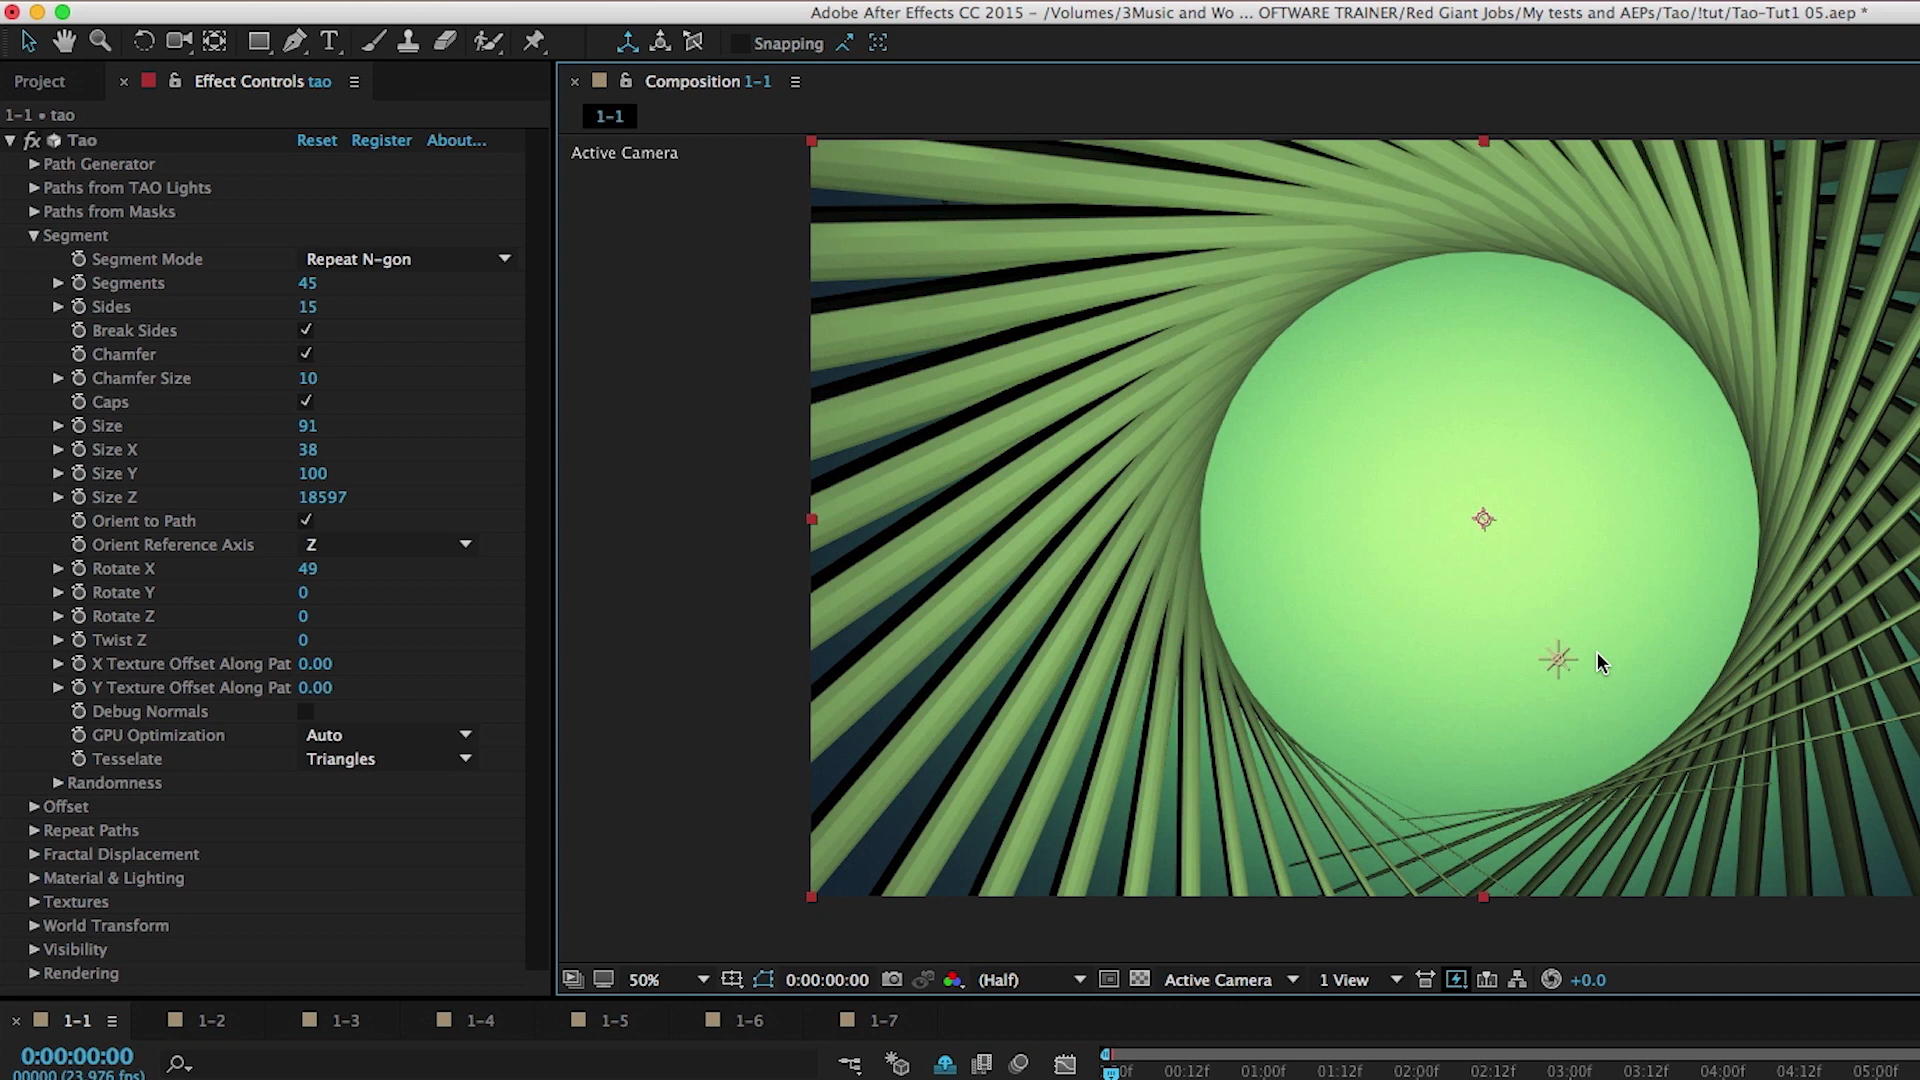 Adobe After Effects CC 2015 - /Volumes/3Music and Wo ... OFTWARE TRAINER/Red Giant Jobs/My tests and AEPs/Tao/!tut/Tao-Tut1 05.aep *
Snapping
Project
Effect Controls tao
Composition 1-1
1-1 • tao
1-1
fx Tao
Reset
Register
About...
Active Camera
Path Generator
Paths from TAO Lights
Paths from Masks
Segment
Segment Mode Repeat N-gon
Segments 45
Sides 15
Break Sides
Chamfer
Chamfer Size 10
Caps
Size 91
Size X 38
Size Y 100
Size Z 18597
Orient to Path
Orient Reference Axis Z
Rotate X 49
Rotate Y 0
Rotate Z 0
Twist Z 0
X Texture Offset Along Pat 0.00
Y Texture Offset Along Pat 0.00
Debug Normals
GPU Optimization Auto
Tesselate Triangles
Randomness
Offset
Repeat Paths
Fractal Displacement
Material & Lighting
Textures
World Transform
Visibility
Rendering
50% 0:00:00:00 (Half) Active Camera 1 View +0.0
1-1 1-2 1-3 1-4 1-5 1-6 1-7
0:00:00:00
00000 (23.976 fps)
0f 00:12f 01:00f 01:12f 02:00f 02:12f 03:00f 03:12f 04:00f 04:12f 05:00f